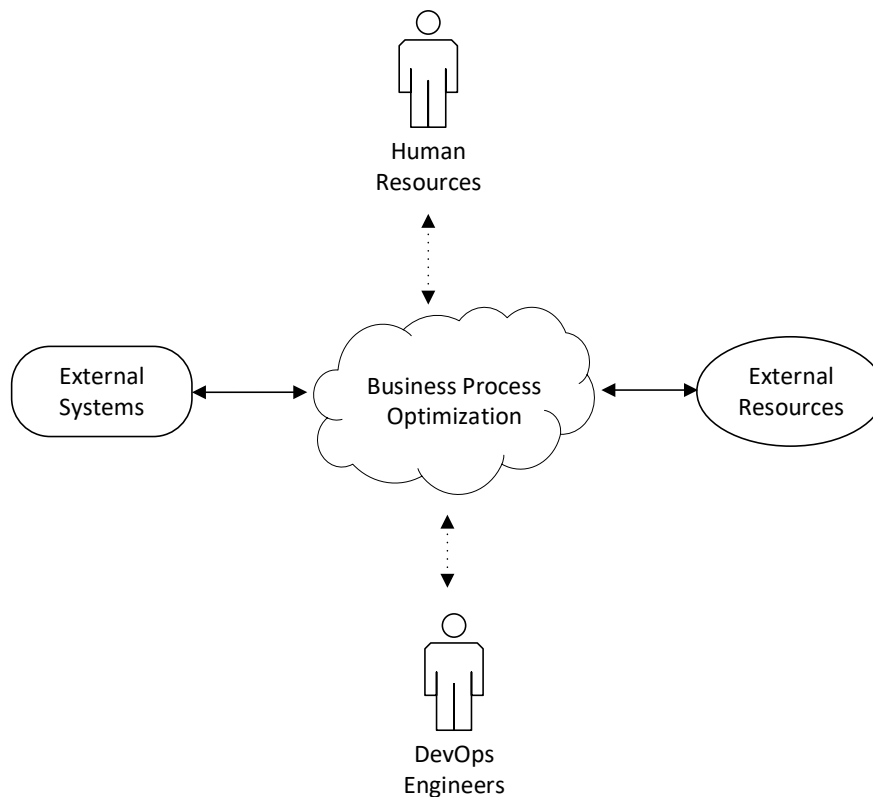 Human
Resources
External
Systems
Business Process
Optimization
External
Resources
DevOps
Engineers